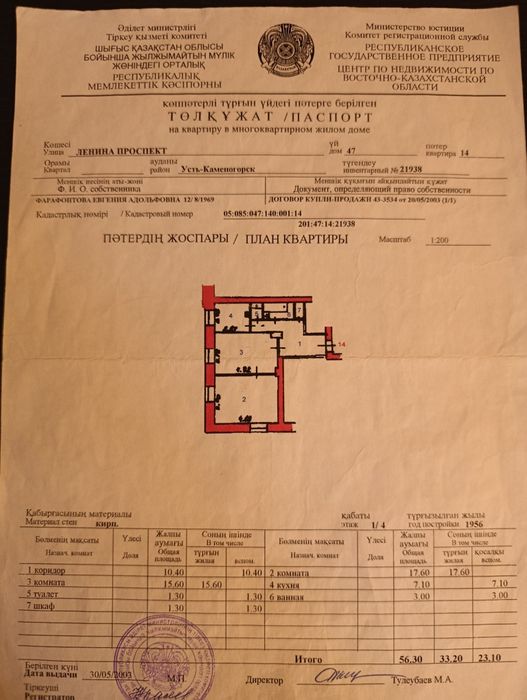 Әділет министрлігі
Тіркеу қызметі комитеті
ШЫҒЫС ҚАЗАҚСТАН ОБЛЫСЫ
БОЙЫНША ЖЫЛЖЫМАЙТЫН МҮЛІК
ЖӨНІНДЕГІ ОРТАЛЫҚ
РЕСПУБЛИКАЛЫҚ
МЕМЛЕКЕТТІК КӘСІПОРНЫ
Министерство юстиции
Комитет регистрационной службы
РЕСПУБЛИКАНСКОЕ
ГОСУДАРСТВЕННОЕ ПРЕДПРИЯТИЕ
ЦЕНТР ПО НЕДВИЖИМОСТИ ПО
ВОСТОЧНО-КАЗАХСТАНСКОЙ
ОБЛАСТИ
көппәтерлі тұрғын үйдегі пәтерге берілген
ТӨЛҚҰЖАТ /ПАСПОРТ
на квартиру в многоквартирном жилом доме
Көшесі үй пәтер
Улица ЛЕНИНА ПРОСПЕКТ дом 47 квартира 14
Орамы ауданы түгендеу
Квартал район Усть-Каменогорск инвентарный № 21938
Меншік иесінің аты-жөні Меншік құқығын айқындайтын құжат
Ф. И. О. собственника Документ, определяющий право собственности
ФАРАФОНТОВА ЕВГЕНИЯ АДОЛЬФОВНА 12/ 8/1969 ДОГОВОР КУПЛИ-ПРОДАЖИ 43-3534 от 20/05/2003 (1/1)
Кадастрлық нөмірі / Кадастровый номер 05:085:047:140:001:14
201:47:14:21938
ПӘТЕРДІҢ ЖОСПАРЫ / ПЛАН КВАРТИРЫ Масштаб 1:200
4
3
1
14
2
Қабырғасының материалы қабаты тұрғызылған жылы
Материал стен кирп. этаж 1/ 4 год постройки 1956
Бөлменің мақсаты Үлесі Жалпы аумағы Соның ішінде Бөлменің мақсаты Үлесі Жалпы аумағы Соның ішінде
В том числе В том числе
Назнач. комнат Доля Общая площадь тұрғын жилая вспом. Назнач. комнат Доля Общая площадь тұрғын жилая қосалқы вспом.
1 коридор 10.40 10.40 2 комната 17.60 17.60
3 комната 15.60 15.60 4 кухня 7.10 7.10
5 туалет 1.30 1.30 6 ванная 3.00 3.00
7 шкаф 1.30 1.30
Итого 56.30 33.20 23.10
Берілген күні
Дата выдачи 30/05/2003 М.П. Директор Тулеубаев М.А.
Тіркеуші
Регистратор